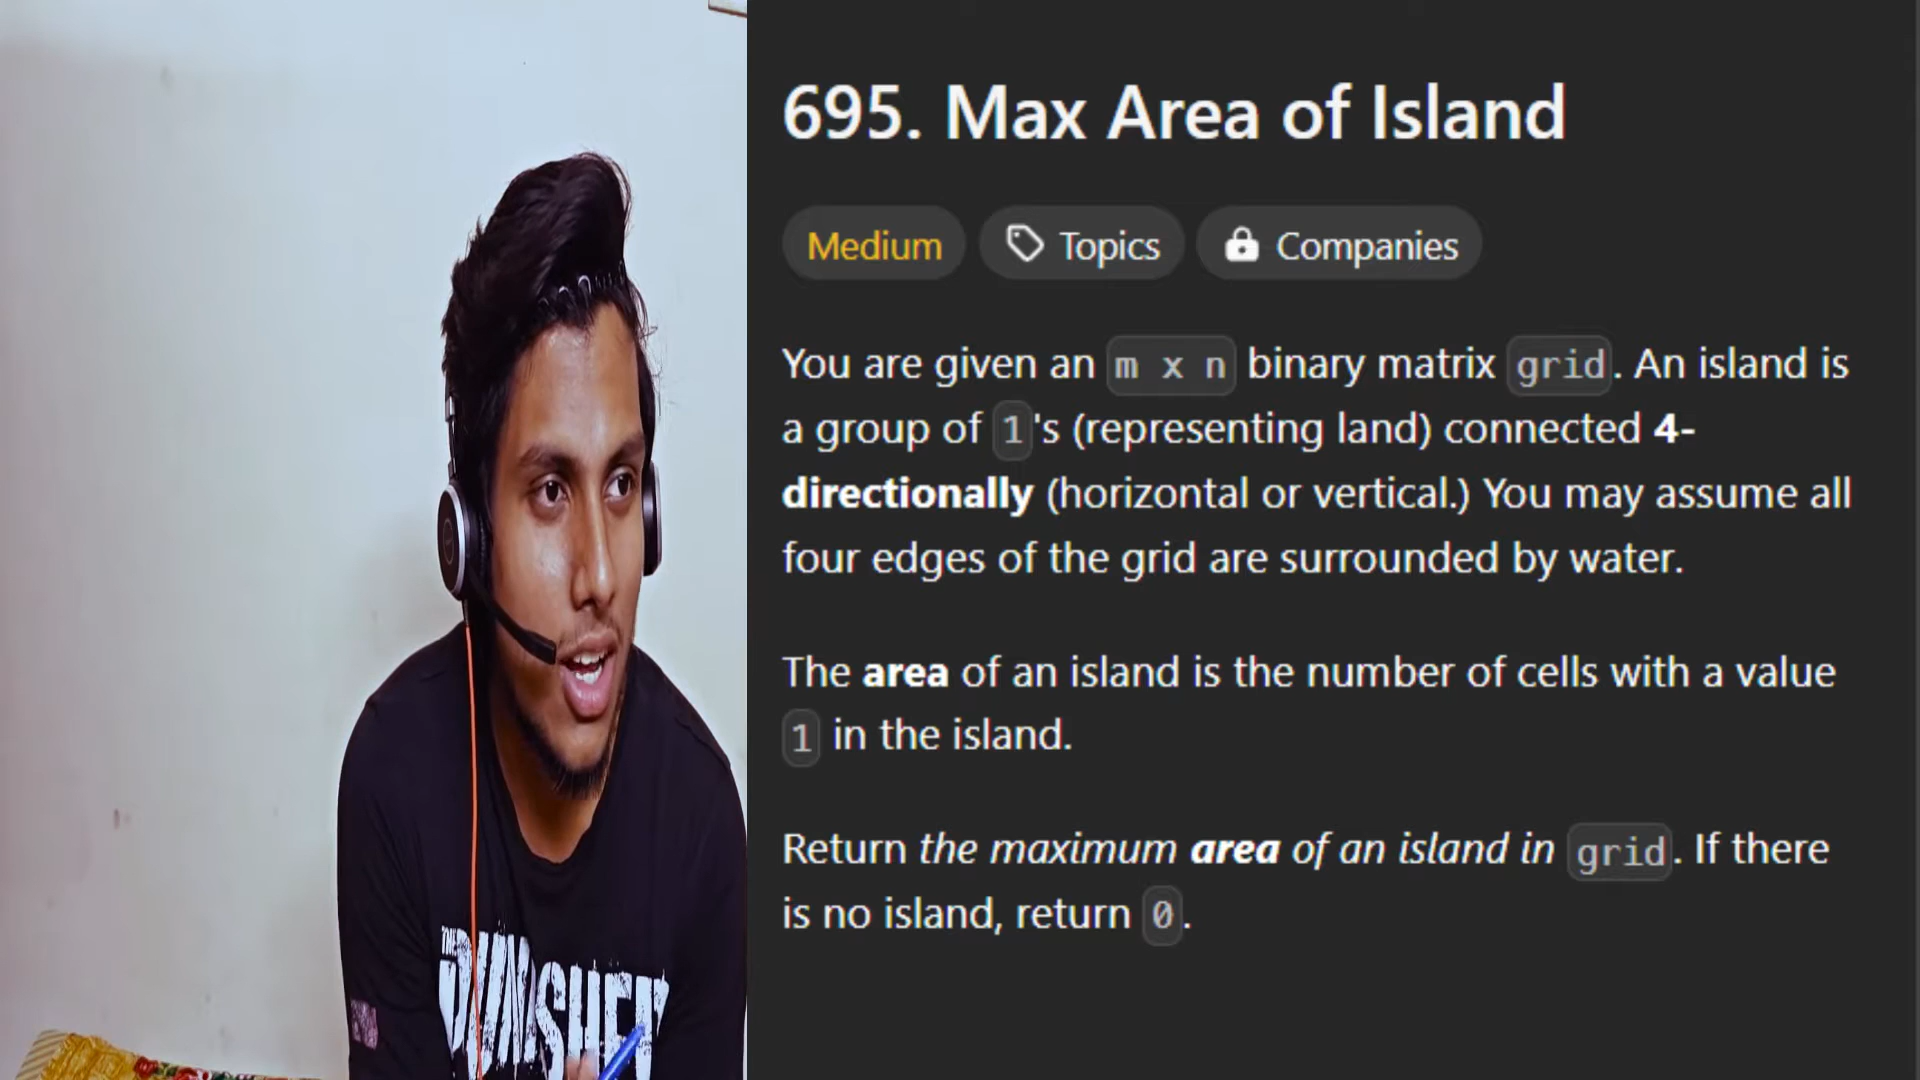 695. Max Area of Island
Medium
Topics
Companies
You are given an m x n binary matrix grid. An island is
a group of 1's (representing land) connected 4-
directionally (horizontal or vertical.) You may assume all
four edges of the grid are surrounded by water.
The area of an island is the number of cells with a value
1 in the island.
Return the maximum area of an island in grid. If there
is no island, return 0.
THE
PUNISHER